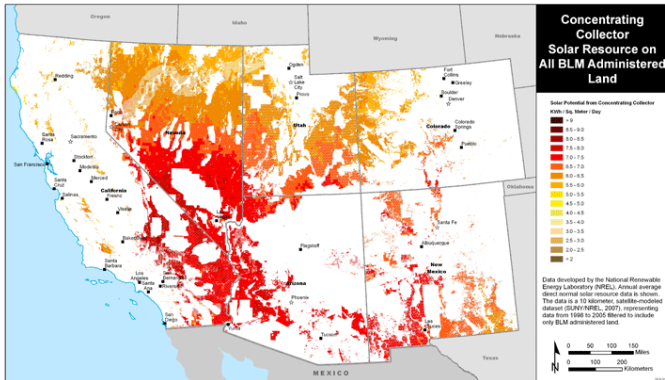 Oregon
Idaho
Wyoming
Nebraska
Redding
Ogden
Salt
Lake
City
Provo
Fort
Collins
Greeley
Boulder
Denver
Nevada
Utah
Colorado
Colorado
Springs
Pueblo
Santa
Rosa
Sacramento
San Francisco
Stockton
Modesto
Merced
Santa
Cruz
Salinas
California
Fresno
Visalia
Santa
Barbara
Los
Angeles
Santa
Ana
San
Diego
Flagstaff
Arizona
Phoenix
Tucson
Santa Fe
Albuquerque
New
Mexico
Las
Cruces
Oklahoma
Texas
MEXICO
Concentrating
Collector
Solar Resource on
All BLM Administered
Land
Solar Potential from Concentrating Collector
KWh / Sq. Meter / Day
> 9
8.5 - 9.0
8.0 - 8.5
7.5 - 8.0
7.0 - 7.5
6.5 - 7.0
6.0 - 6.5
5.5 - 6.0
5.0 - 5.5
4.5 - 5.0
4.0 - 4.5
3.5 - 4.0
3.0 - 3.5
2.5 - 3.0
2.0 - 2.5
< 2
Data developed by the National Renewable
Energy Laboratory (NREL). Annual average
direct normal solar resource data is shown.
The data is a 10 kilometer, satellite-modeled
dataset (SUNY/NREL, 2007), representing
data from 1998 to 2005 filtered to include
only BLM administered land.
N
0 50 100 150
Miles
0 100 200
Kilometers